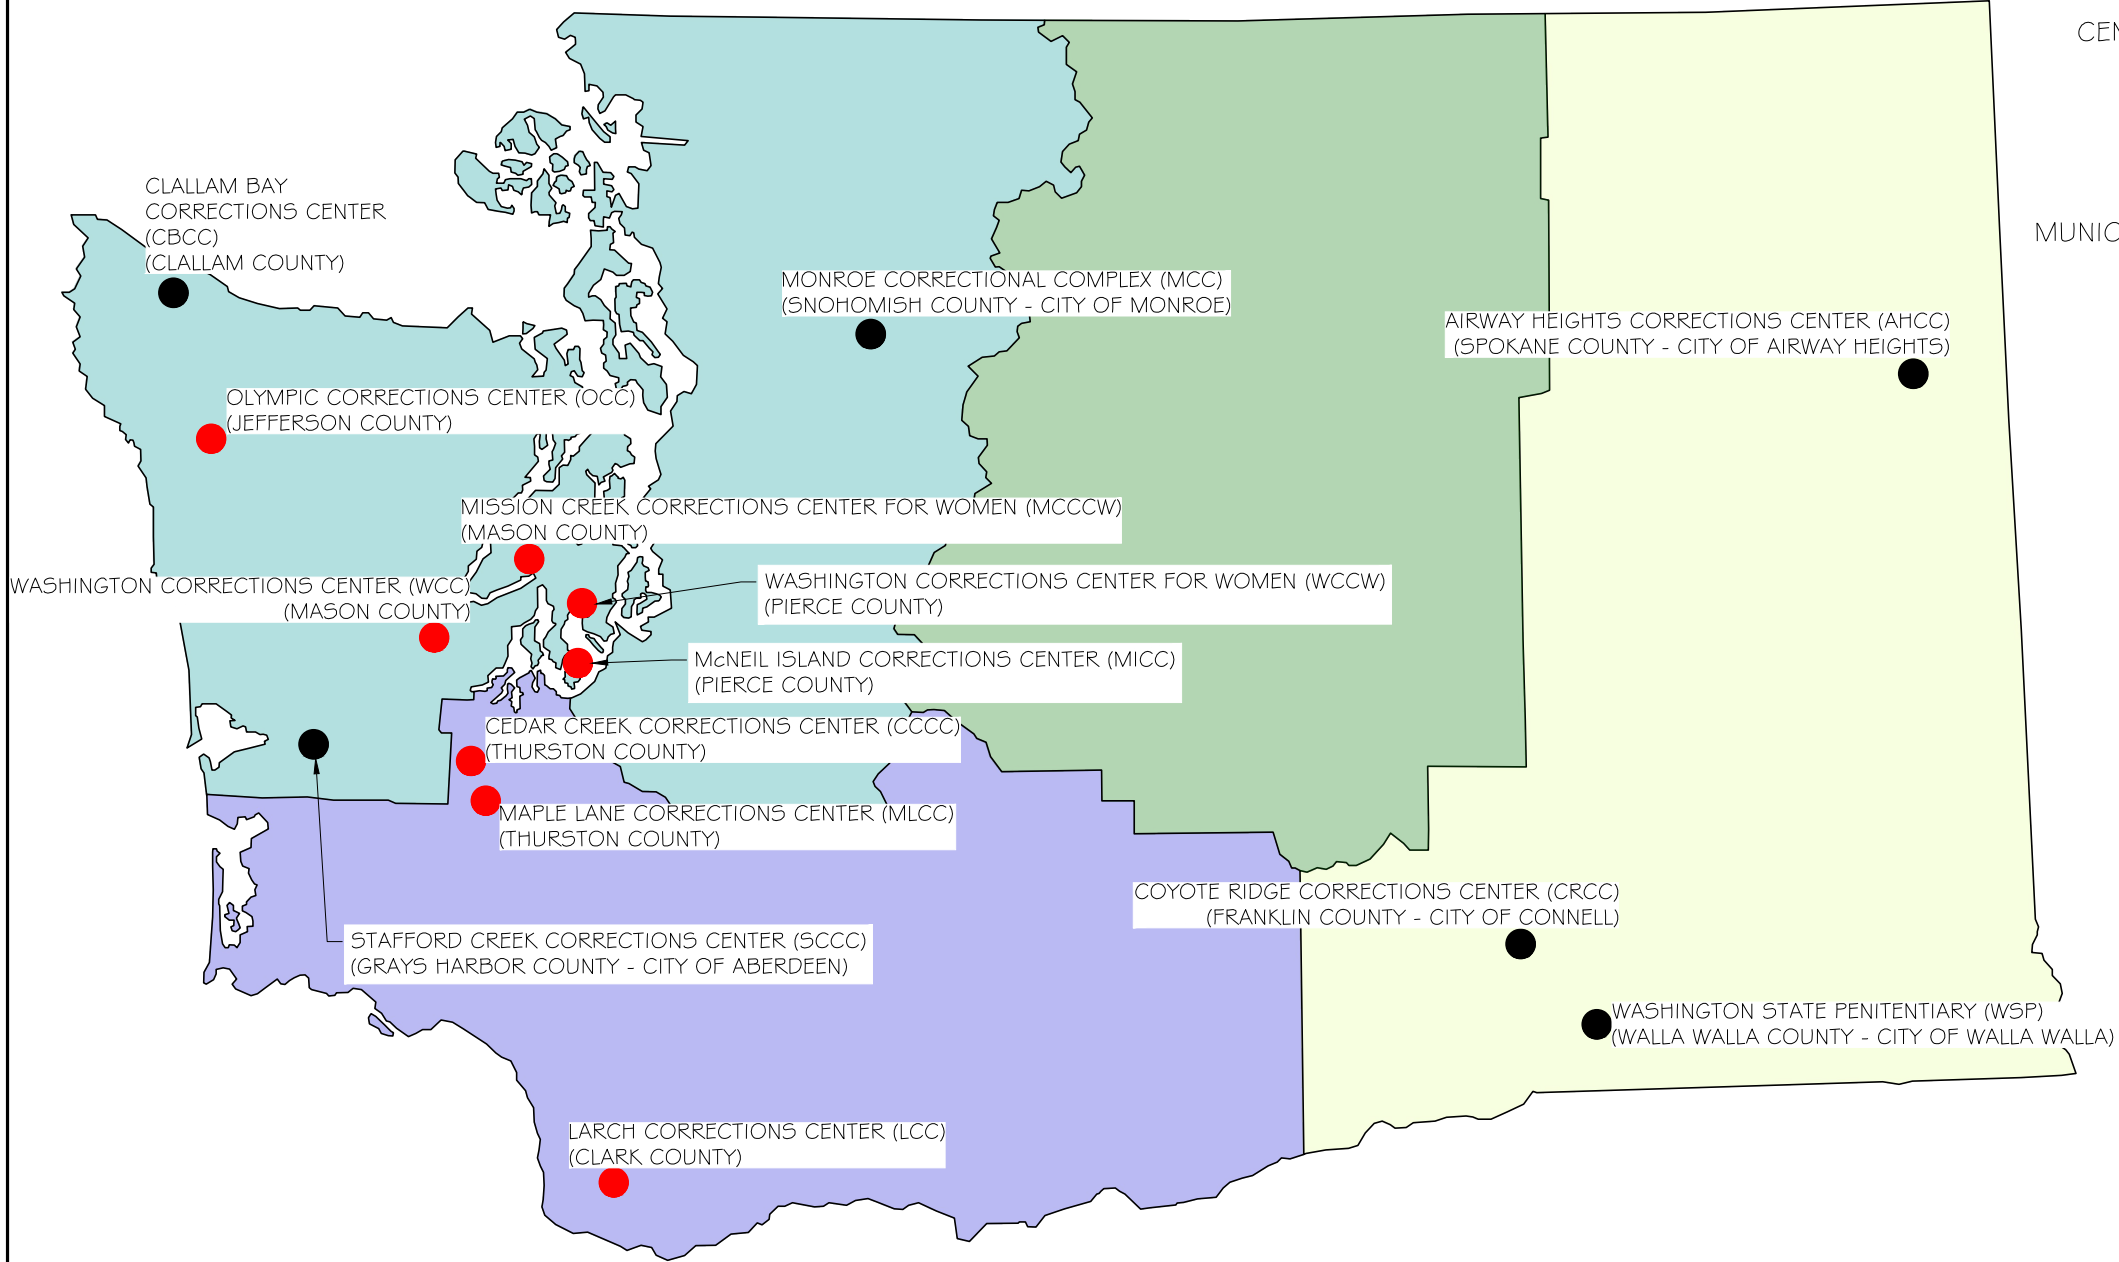 CLALLAM BAY
CORRECTIONS CENTER
(CBCC)
(CLALLAM COUNTY)
MONROE CORRECTIONAL COMPLEX (MCC)
(SNOHOMISH COUNTY - CITY OF MONROE)
AIRWAY HEIGHTS CORRECTIONS CENTER (AHCC)
(SPOKANE COUNTY - CITY OF AIRWAY HEIGHTS)
OLYMPIC CORRECTIONS CENTER (OCC)
(JEFFERSON COUNTY)
MISSION CREEK CORRECTIONS CENTER FOR WOMEN (MCCCW)
(MASON COUNTY)
WASHINGTON CORRECTIONS CENTER (WCC)
(MASON COUNTY)
WASHINGTON CORRECTIONS CENTER FOR WOMEN (WCCW)
(PIERCE COUNTY)
McNEIL ISLAND CORRECTIONS CENTER (MICC)
(PIERCE COUNTY)
CEDAR CREEK CORRECTIONS CENTER (CCCC)
(THURSTON COUNTY)
MAPLE LANE CORRECTIONS CENTER (MLCC)
(THURSTON COUNTY)
COYOTE RIDGE CORRECTIONS CENTER (CRCC)
(FRANKLIN COUNTY - CITY OF CONNELL)
STAFFORD CREEK CORRECTIONS CENTER (SCCC)
(GRAYS HARBOR COUNTY - CITY OF ABERDEEN)
WASHINGTON STATE PENITENTIARY (WSP)
(WALLA WALLA COUNTY - CITY OF WALLA WALLA)
LARCH CORRECTIONS CENTER (LCC)
(CLARK COUNTY)